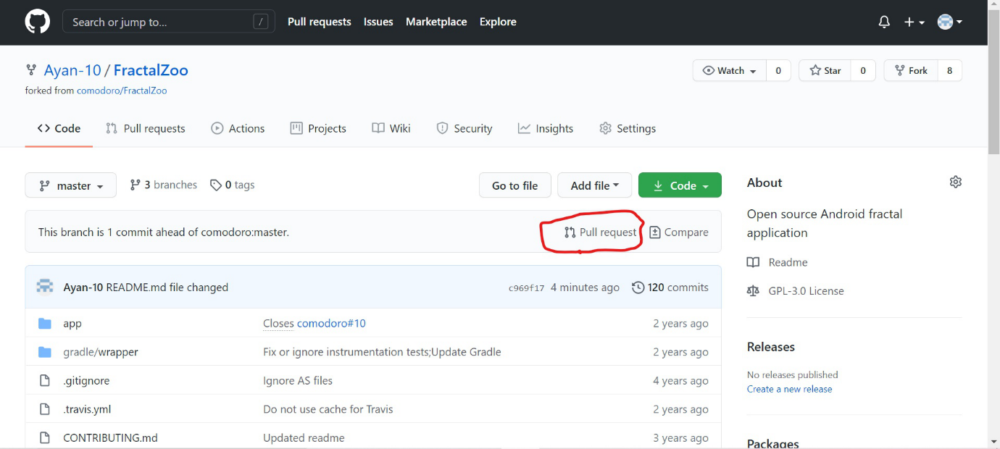 Search or jump to... / Pull requests Issues Marketplace Explore
Ayan-10 / FractalZoo Watch 0 Star 0 Fork 8
forked from comodoro/FractalZoo
Code Pull requests Actions Projects Wiki Security Insights Settings
master 3 branches 0 tags Go to file Add file Code
About
Open source Android fractal
application
This branch is 1 commit ahead of comodoro:master. Pull request Compare
Readme
Ayan-10 README.md file changed c969f17 4 minutes ago 120 commits
GPL-3.0 License
app Closes comodoro#10 2 years ago
gradle/wrapper Fix or ignore instrumentation tests;Update Gradle 2 years ago
Releases
.gitignore Ignore AS files 4 years ago
No releases published
Create a new release
.travis.yml Do not use cache for Travis 2 years ago
CONTRIBUTING.md Updated readme 3 years ago
Packages